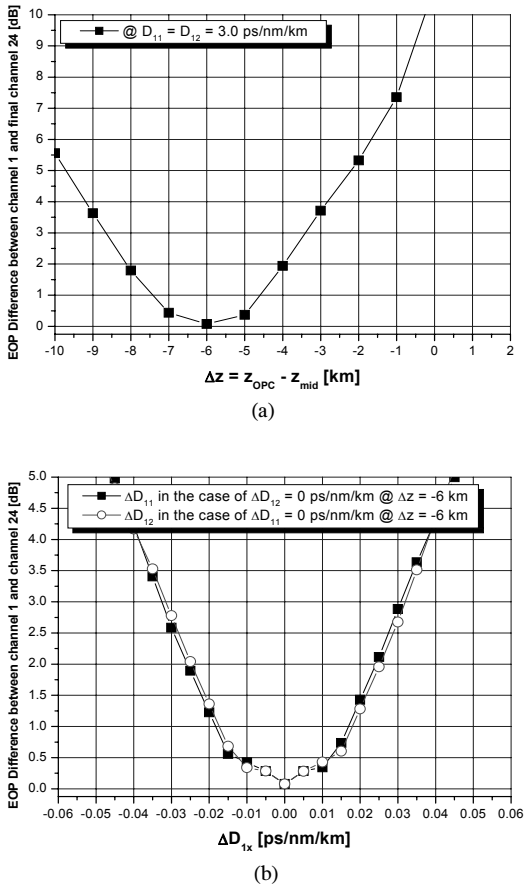 EOP Difference between channel 1 and final channel 24 [dB]
10
9
8
7
6
5
4
3
2
1
0
@ D11 = D12 = 3.0 ps/nm/km
-10 -9 -8 -7 -6 -5 -4 -3 -2 -1 0 1 2
Δz = zOPC - zmid [km]
(a)
EOP Difference between channel 1 and channel 24 [dB]
5.0
4.5
4.0
3.5
3.0
2.5
2.0
1.5
1.0
0.5
0.0
ΔD11 in the case of ΔD12 = 0 ps/nm/km @ Δz = -6 km
ΔD12 in the case of ΔD11 = 0 ps/nm/km @ Δz = -6 km
-0.06 -0.05 -0.04 -0.03 -0.02 -0.01 0.00 0.01 0.02 0.03 0.04 0.05 0.06
ΔD1x [ps/nm/km]
(b)